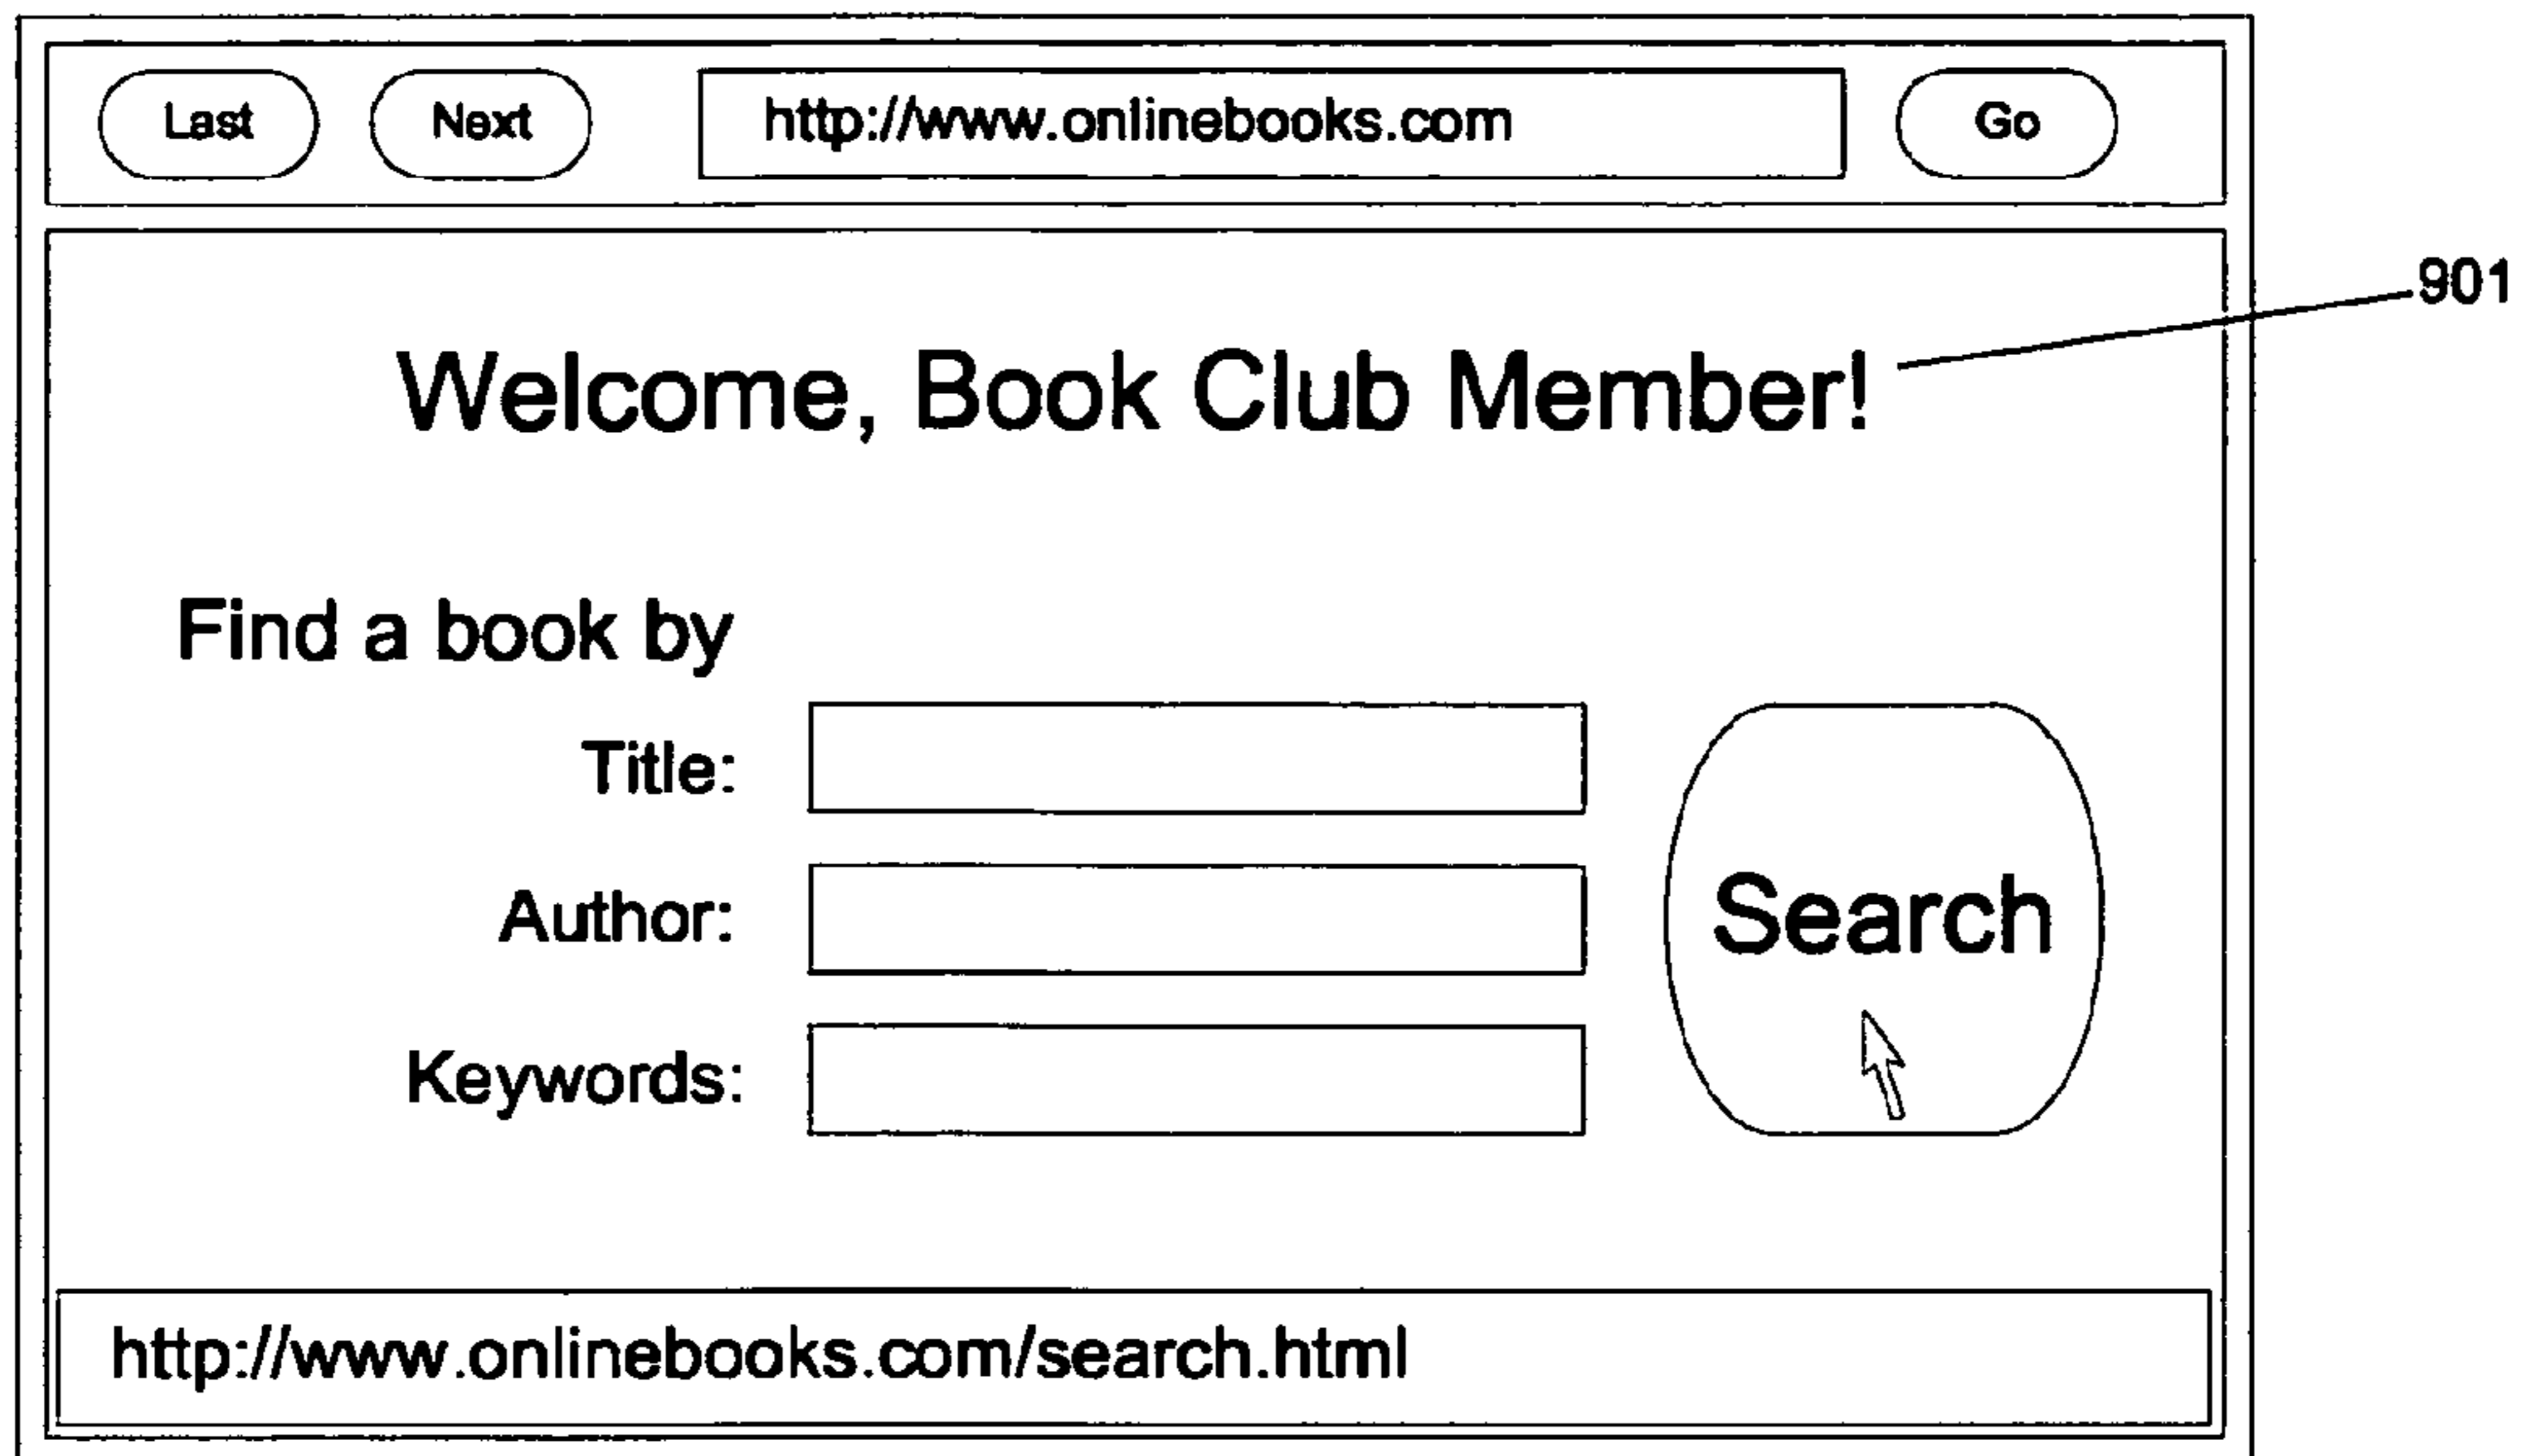 Last Next http://www.onlinebooks.com Go
901
Welcome, Book Club Member!
Find a book by
Title:
Author:
Search
Keywords:
http://www.onlinebooks.com/search.html